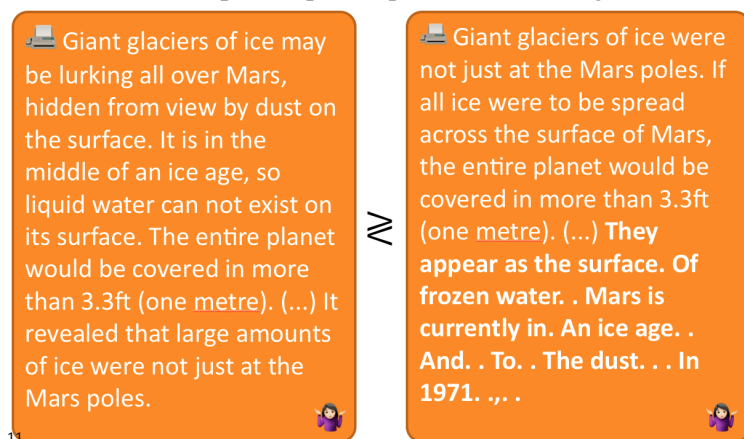 Giant glaciers of ice may
be lurking all over Mars,
hidden from view by dust on
the surface. It is in the
middle of an ice age, so
liquid water can not exist on
its surface. The entire planet
would be covered in more
than 3.3ft (one metre). (...) It
revealed that large amounts
of ice were not just at the
Mars poles.
≷
Giant glaciers of ice were
not just at the Mars poles. If
all ice were to be spread
across the surface of Mars,
the entire planet would be
covered in more than 3.3ft
(one metre). (...) They
appear as the surface. Of
frozen water. . Mars is
currently in. An ice age. .
And. . To. . The dust. . . In
1971. .,. .
11